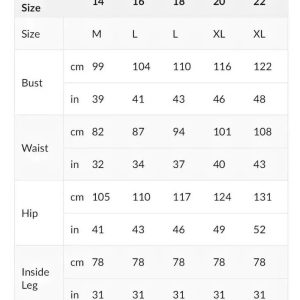 Size 14 16 18 20 22
Size M L L XL XL
Bust
cm 99 104 110 116 122
in 39 41 43 46 48
Waist
cm 82 87 94 101 108
in 32 34 37 40 43
Hip
cm 105 110 117 124 131
in 41 43 46 49 52
Inside
Leg
cm 78 78 78 78 78
in 31 31 31 31 31